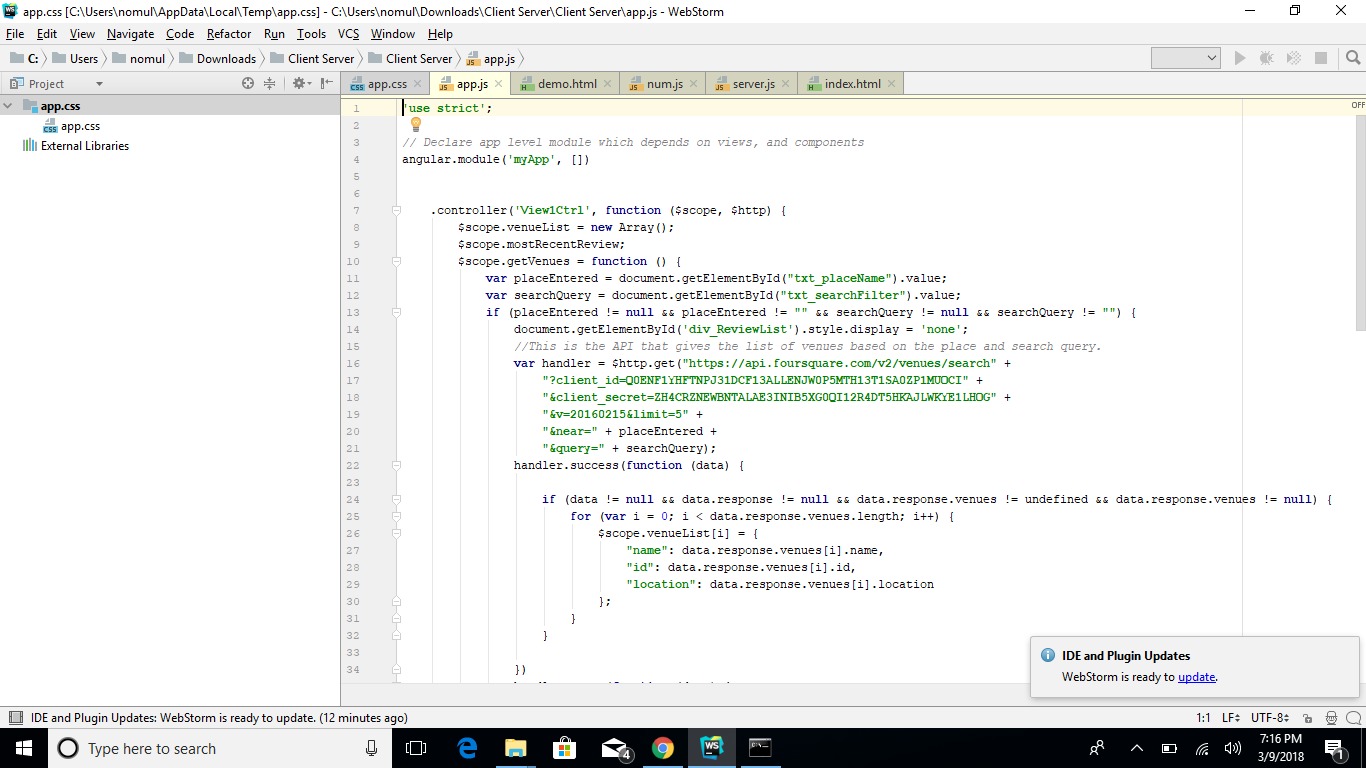 app.css [C:\Users\nomul\AppData\Local\Temp\app.css] - C:\Users\nomul\Downloads\Client Server\Client Server\app.js - WebStorm
File Edit View Navigate Code Refactor Run Tools VCS Window Help
C: Users nomul Downloads Client Server Client Server app.js
Project
app.css app.js demo.html num.js server.js index.html
app.css
app.css
External Libraries
OFF
1 'use strict';
2
3 // Declare app level module which depends on views, and components
4 angular.module('myApp', [])
5
6
7 .controller('View1Ctrl', function ($scope, $http) {
8 $scope.venueList = new Array();
9 $scope.mostRecentReview;
10 $scope.getVenues = function () {
11 var placeEntered = document.getElementById("txt_placeName").value;
12 var searchQuery = document.getElementById("txt_searchFilter").value;
13 if (placeEntered != null && placeEntered != "" && searchQuery != null && searchQuery != "") {
14 document.getElementById('div_ReviewList').style.display = 'none';
15 //This is the API that gives the list of venues based on the place and search query.
16 var handler = $http.get("https://api.foursquare.com/v2/venues/search" +
17 "?client_id=Q0ENF1YHFTNPJ31DCF13ALLENJW0P5MTH13T1SA0ZP1MUOCI" +
18 "&client_secret=ZH4CRZNEWBNTALAE3INIB5XG0QI12R4DT5HKAJLWKYE1LHOG" +
19 "&v=20160215&limit=5" +
20 "&near=" + placeEntered +
21 "&query=" + searchQuery);
22 handler.success(function (data) {
23
24 if (data != null && data.response != null && data.response.venues != undefined && data.response.venues != null) {
25 for (var i = 0; i < data.response.venues.length; i++) {
26 $scope.venueList[i] = {
27 "name": data.response.venues[i].name,
28 "id": data.response.venues[i].id,
29 "location": data.response.venues[i].location
30 };
31 }
32 }
33
34 })
IDE and Plugin Updates
WebStorm is ready to update.
IDE and Plugin Updates: WebStorm is ready to update. (12 minutes ago)
1:1 LF UTF-8
Type here to search
4
WS
7:16 PM
3/9/2018
1